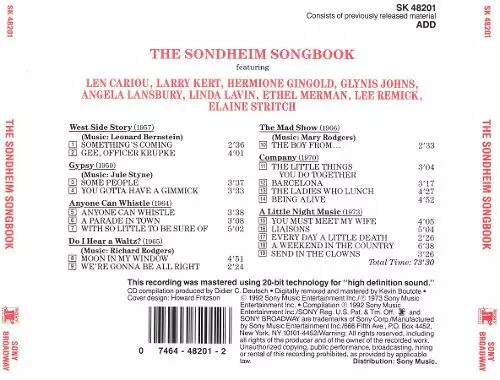 SK 48201
Consists of previously released material
ADD
THE SONDHEIM SONGBOOK
featuring
LEN CARIOU, LARRY KERT, HERMIONE GINGOLD, GLYNIS JOHNS,
ANGELA LANSBURY, LINDA LAVIN, ETHEL MERMAN, LEE REMICK,
ELAINE STRITCH
West Side Story (1957)
(Music: Leonard Bernstein)
1 SOMETHING'S COMING 2'36
2 GEE, OFFICER KRUPKE 4'01
Gypsy (1959)
(Music: Jule Styne)
3 SOME PEOPLE 3'37
4 YOU GOTTA HAVE A GIMMICK 3'33
Anyone Can Whistle (1964)
5 ANYONE CAN WHISTLE 3'38
6 A PARADE IN TOWN 3'08
7 WITH SO LITTLE TO BE SURE OF 5'02
Do I Hear a Waltz? (1965)
(Music: Richard Rodgers)
8 MOON IN MY WINDOW 4'51
9 WE'RE GONNA BE ALL RIGHT 2'24
The Mad Show (1966)
(Music: Mary Rodgers)
10 THE BOY FROM... 2'33
Company (1970)
11 THE LITTLE THINGS 3'04
YOU DO TOGETHER
12 BARCELONA 3'17
13 THE LADIES WHO LUNCH 4'27
14 BEING ALIVE 4'52
A Little Night Music (1973)
15 YOU MUST MEET MY WIFE 4'05
16 LIAISONS 5'04
17 EVERY DAY A LITTLE DEATH 2'26
18 A WEEKEND IN THE COUNTRY 6'38
19 SEND IN THE CLOWNS 3'26
Total Time: 73'30
This recording was mastered using 20-bit technology for "high definition sound."
CD compilation produced by Didier C. Deutsch • Digitally remixed and mastered by Kevin Boutote •
Cover design: Howard Fritzson
© 1992 Sony Music Entertainment Inc./℗ 1973 Sony Music
Entertainment Inc. • Compilation ℗ 1992 Sony Music
Entertainment Inc./SONY Reg. U.S. Pat. & Tm. Off. and
SONY BROADWAY are trademarks of Sony Corp./Manufactured
by Sony Music Entertainment Inc./666 Fifth Ave., P.O. Box 4452,
New York, NY 10101-4452/Warning: All rights reserved, including
all rights of the producer and of the owner of the recorded work.
Unauthorized copying, public performance, broadcasting, hiring
or rental of this recording prohibited, as provided by applicable
law. Distribution: Sony Music.
0 7464-48201-2
SK 48201
THE SONDHEIM SONGBOOK
SONY
BROADWAY
SK 48201
THE SONDHEIM SONGBOOK
SONY
BROADWAY